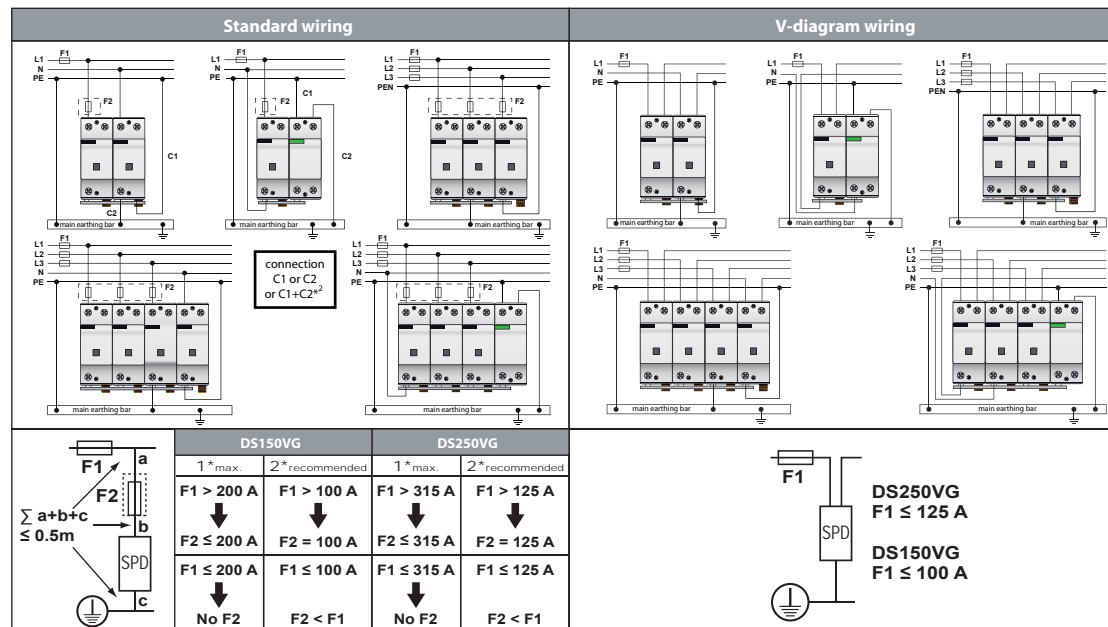 Standard wiring
V-diagram wiring
L1 F1
N
PE
F2
C1
C2
main earthing bar
L1 F1
N
PE
C1
F2
C2
main earthing bar
L1 F1
L2
L3
PEN
F2
main earthing bar
L1 F1
N
PE
main earthing bar
L1 F1
N
PE
main earthing bar
L1 F1
L2
L3
PEN
main earthing bar
L1 F1
L2
L3
N
PE
F2
main earthing bar
connection
C1 or C2
or C1+C2*2
L1 F1
L2
L3
N
PE
F2
main earthing bar
L1 F1
L2
L3
N
PE
main earthing bar
L1 F1
L2
L3
N
PE
main earthing bar
F1
a
F2
∑ a+b+c
≤ 0.5m
b
SPD
c
DS150VG DS250VG
1*max. 2*recommended 1*max. 2*recommended
F1 > 200 A F1 > 100 A F1 > 315 A F1 > 125 A
F2 ≤ 200 A F2 = 100 A F2 ≤ 315 A F2 = 125 A
F1 ≤ 200 A F1 ≤ 100 A F1 ≤ 315 A F1 ≤ 125 A
No F2 F2 < F1 No F2 F2 < F1
F1
SPD
DS250VG
F1 ≤ 125 A
DS150VG
F1 ≤ 100 A